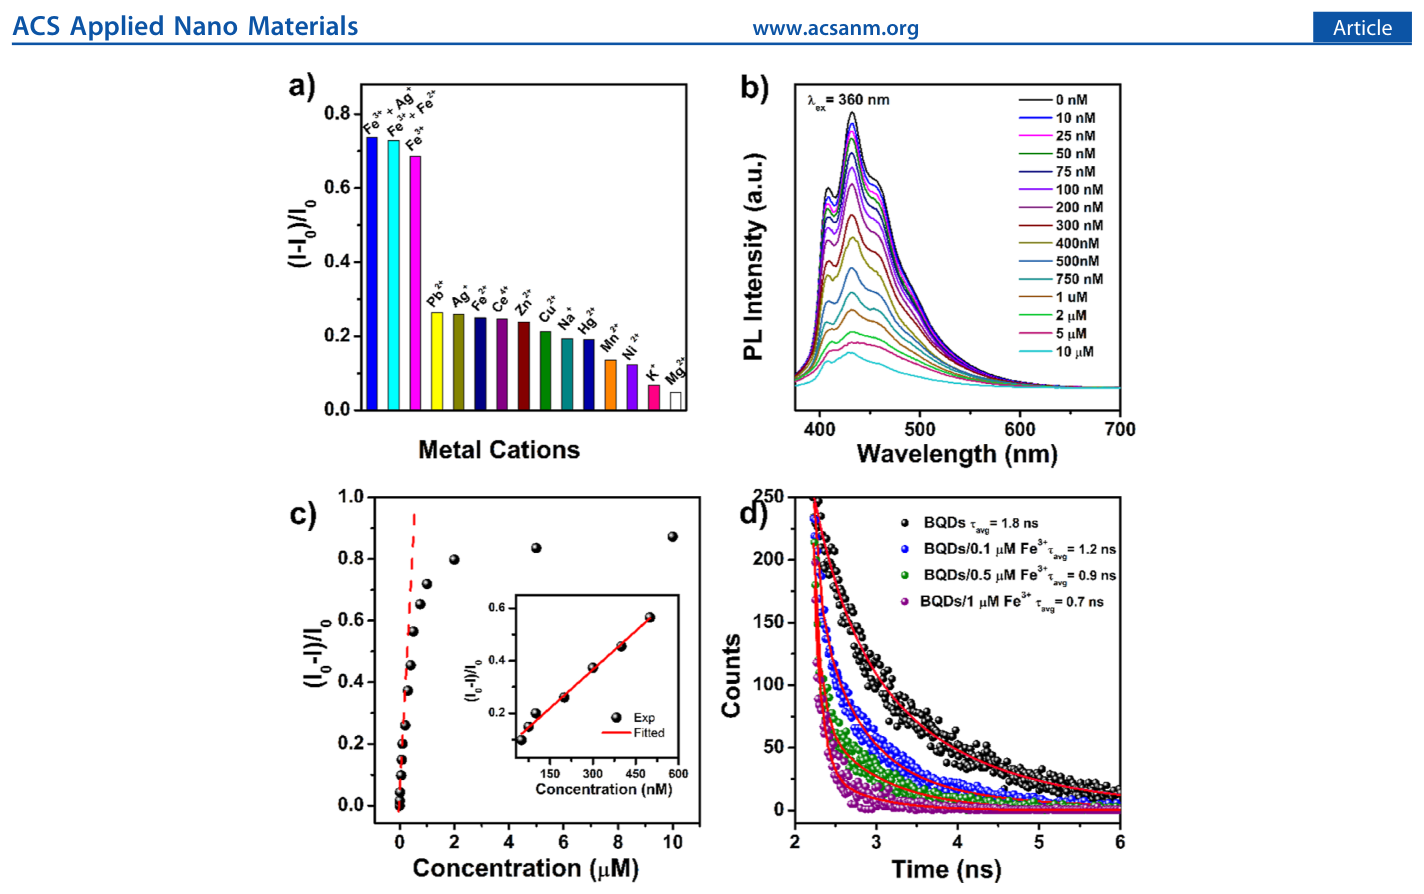 ACS Applied Nano Materials
www.acsanm.org
Article
a)
(I-I₀)/I₀
0.8
0.6
0.4
0.2
0.0
Fe³⁺ + Ag⁺
Fe³⁺ + Fe²⁺
Fe³⁺
Pb²⁺
Ag⁺
Fe²⁺
Ce⁴⁺
Zn²⁺
Cu²⁺
Na⁺
Hg²⁺
Mn²⁺
Ni²⁺
K⁺
Mg²⁺
Metal Cations
b)
λex = 360 nm
PL Intensity (a.u.)
0 nM
10 nM
25 nM
50 nM
75 nM
100 nM
200 nM
300 nM
400nM
500nM
750 nM
1 uM
2 μM
5 μM
10 μM
400 500 600 700
Wavelength (nm)
c)
(I₀-I)/I₀
1.0
0.8
0.6
0.4
0.2
0.0
0 2 4 6 8 10
Concentration (μM)
(I₀-I)/I₀
0.6
0.4
0.2
Exp
Fitted
150 300 450 600
Concentration (nM)
d)
Counts
250
200
150
100
50
0
BQDs τavg= 1.8 ns
BQDs/0.1 μM Fe³⁺τavg= 1.2 ns
BQDs/0.5 μM Fe³⁺τavg= 0.9 ns
BQDs/1 μM Fe³⁺ τavg= 0.7 ns
2 3 4 5 6
Time (ns)